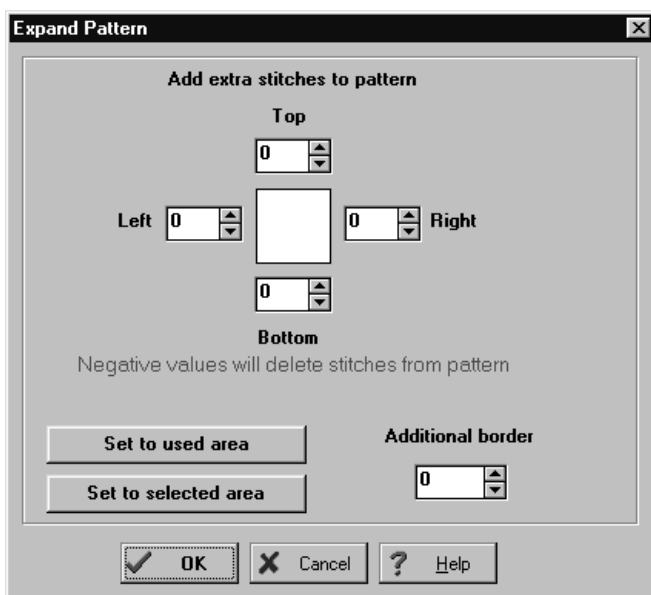 Expand Pattern
Add extra stitches to pattern
Top
0
Left 0 0 Right
0
Bottom
Negative values will delete stitches from pattern
Set to used area
Additional border
0
Set to selected area
OK Cancel ? Help